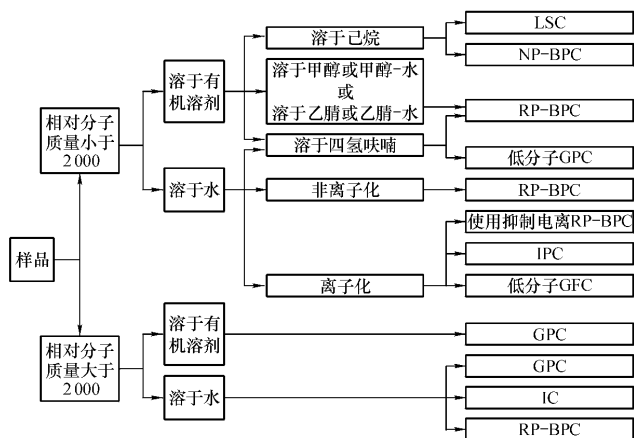 样品
相对分子
质量小于
2000
溶于有
机溶剂
溶于己烷
LSC
NP-BPC
溶于甲醇或甲醇-水
或
溶于乙腈或乙腈-水
RP-BPC
溶于四氢呋喃
低分子GPC
溶于水
非离子化
RP-BPC
离子化
使用抑制电离RP-BPC
IPC
低分子GFC
相对分子
质量大于
2000
溶于有
机溶剂
GPC
溶于水
GPC
IC
RP-BPC